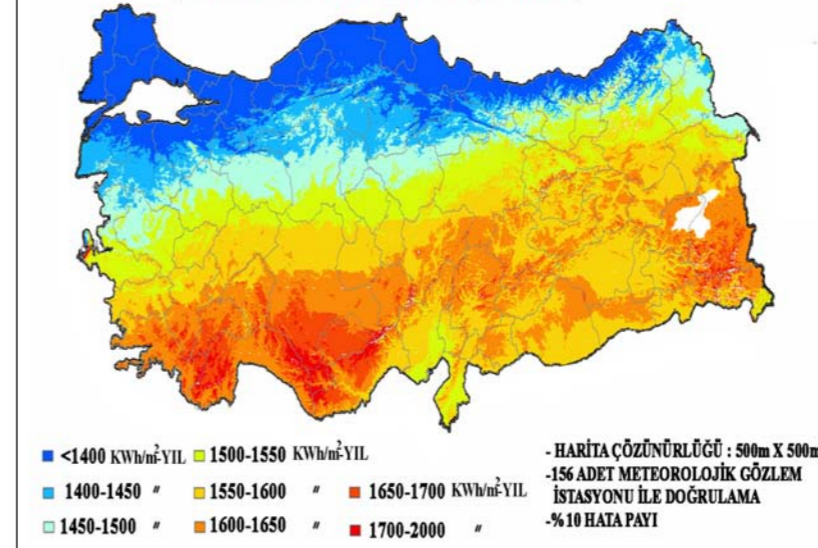 <1400 KWh/m²-YIL
1400-1450 "
1450-1500 "
1500-1550 KWh/m²-YIL
1550-1600 "
1600-1650 "
1650-1700 KWh/m²-YIL
1700-2000 "
- HARİTA ÇÖZÜNÜRLÜĞÜ : 500m X 500m
-156 ADET METEOROLOJİK GÖZLEM
İSTASYONU İLE DOĞRULAMA
-% 10 HATA PAYI